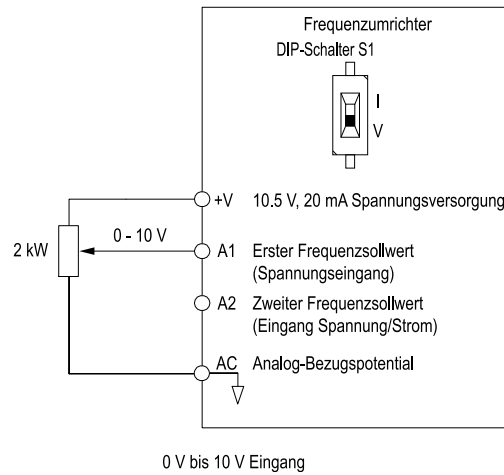 Frequenzumrichter
DIP-Schalter S1
I
V
+V 10.5 V, 20 mA Spannungsversorgung
2 kW
0 - 10 V
A1 Erster Frequenzsollwert
(Spannungseingang)
A2 Zweiter Frequenzsollwert
(Eingang Spannung/Strom)
AC Analog-Bezugspotential
0 V bis 10 V Eingang